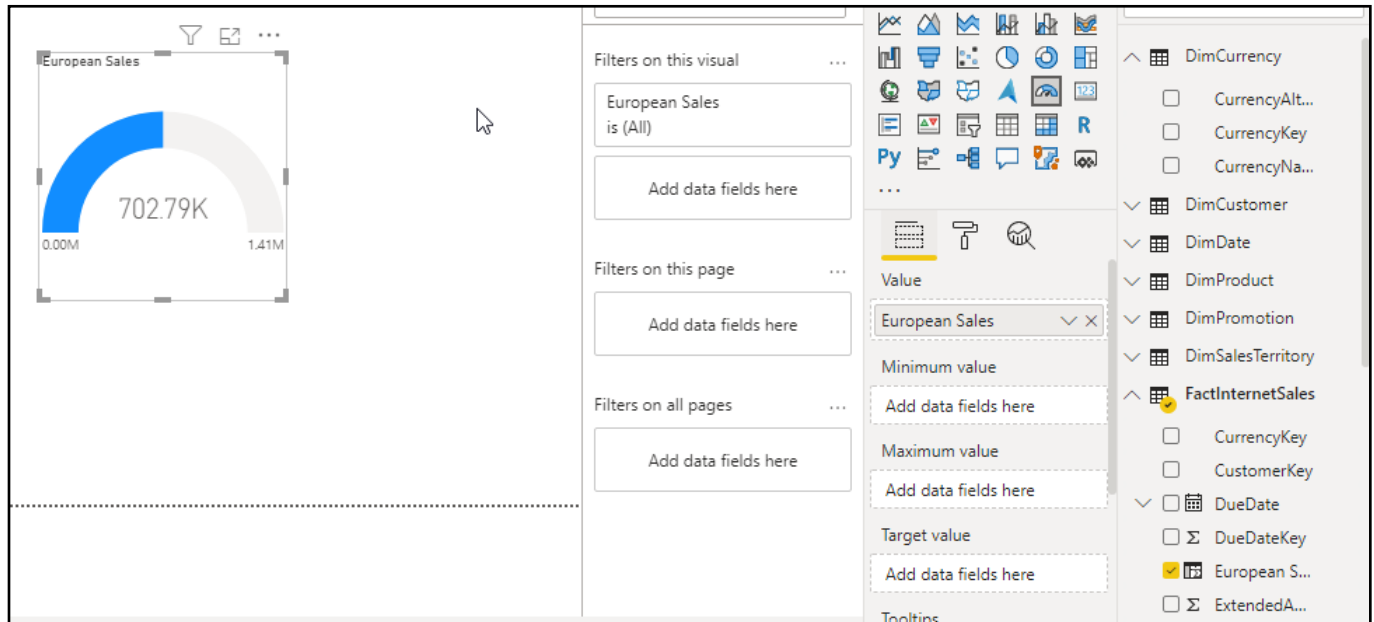 European Sales
702.79K
0.00M
1.41M
Filters on this visual
...
European Sales
is (All)
Add data fields here
Filters on this page
...
Add data fields here
Filters on all pages
...
Add data fields here
123
R
Py
...
Value
European Sales
Minimum value
Add data fields here
Maximum value
Add data fields here
Target value
Add data fields here
Tooltips
DimCurrency
CurrencyAlt...
CurrencyKey
CurrencyNa...
DimCustomer
DimDate
DimProduct
DimPromotion
DimSalesTerritory
FactInternetSales
CurrencyKey
CustomerKey
DueDate
Σ DueDateKey
European S...
Σ ExtendedA...